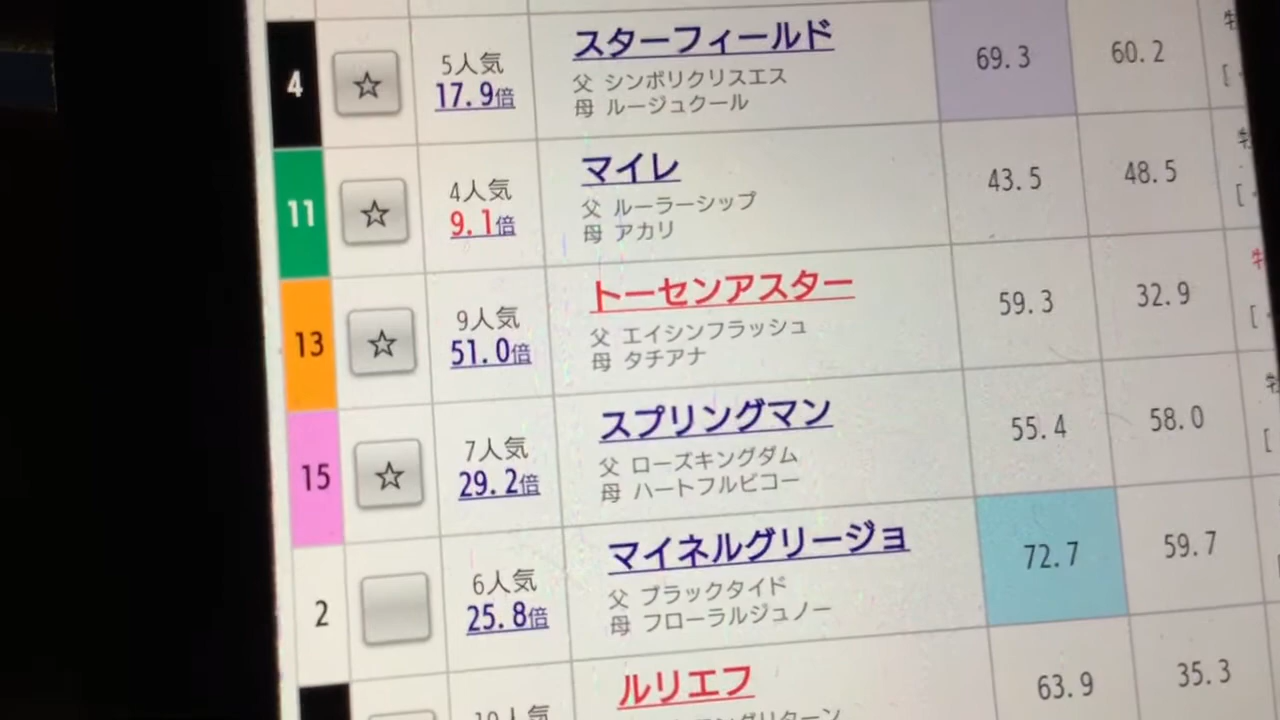 4 ☆ 5人気 スターフィールド 69.3 60.2
17.9倍 父 シンボリクリスエス
母 ルージュクール
11 ☆ 4人気 マイレ 43.5 48.5
9.1倍 父 ルーラーシップ
母 アカリ
13 ☆ 9人気 トーセンアスター 59.3 32.9
51.0倍 父 エイシンフラッシュ
母 タチアナ
15 ☆ 7人気 スプリングマン 55.4 58.0
29.2倍 父 ローズキングダム
母 ハートフルビコー
2 6人気 マイネルグリージョ 72.7 59.7
25.8倍 父 ブラックタイド
母 フローラルジュノー
10人気 ルリエフ 63.9 35.3